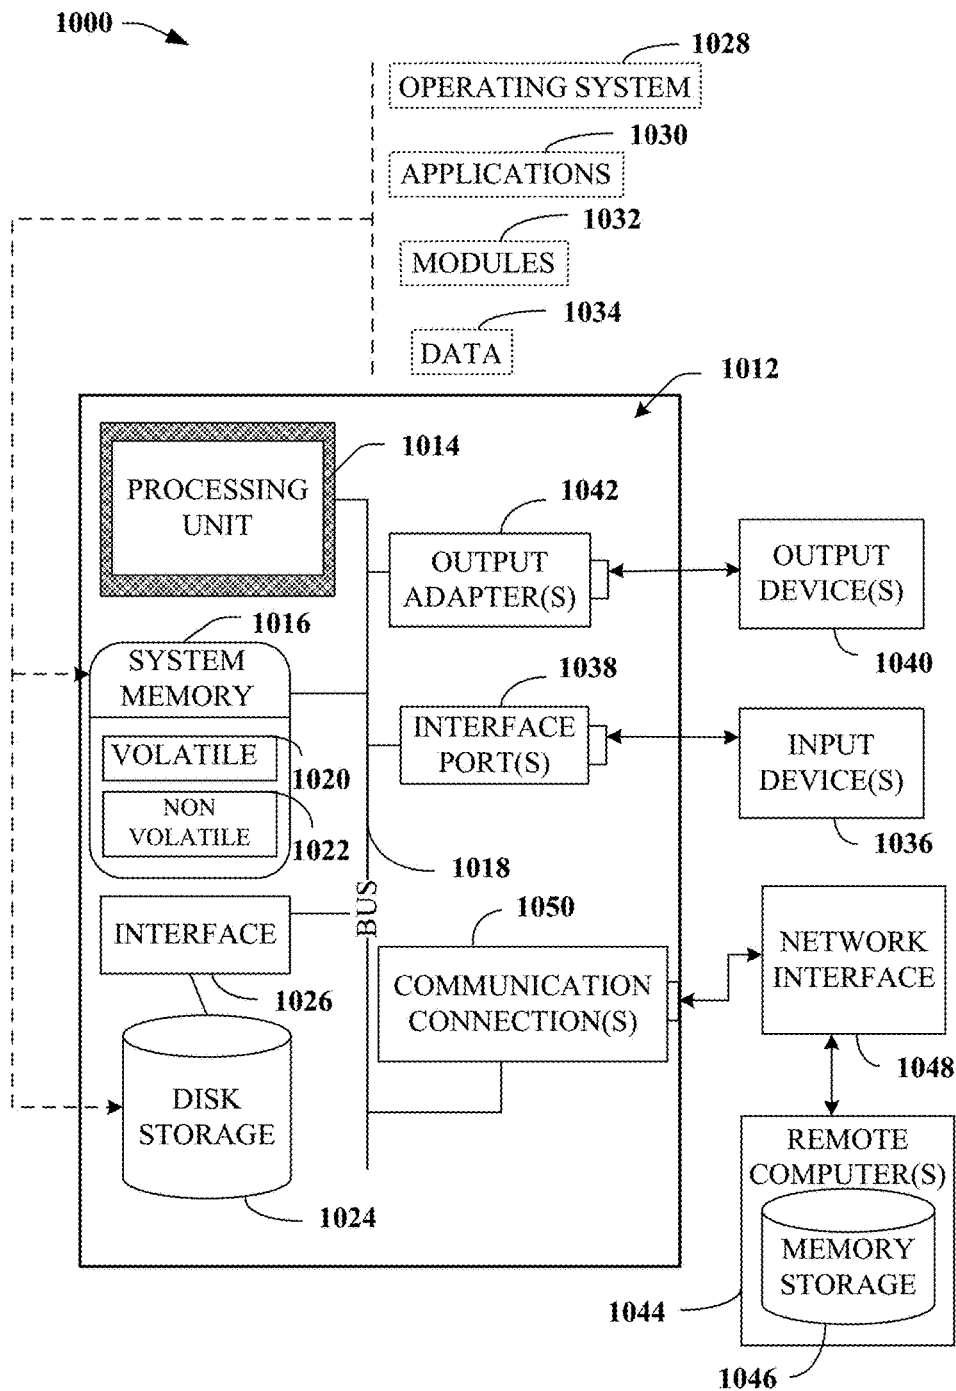 1000
1028
OPERATING SYSTEM
1030
APPLICATIONS
1032
MODULES
1034
DATA
1012
1014
PROCESSING
UNIT
1042
OUTPUT
ADAPTER(S)
OUTPUT
DEVICE(S)
1040
1016
SYSTEM
MEMORY
VOLATILE
1020
NON
VOLATILE
1022
1038
INTERFACE
PORT(S)
INPUT
DEVICE(S)
1036
1018
BUS
INTERFACE
1026
1050
COMMUNICATION
CONNECTION(S)
NETWORK
INTERFACE
1048
DISK
STORAGE
1024
REMOTE
COMPUTER(S)
MEMORY
STORAGE
1044
1046